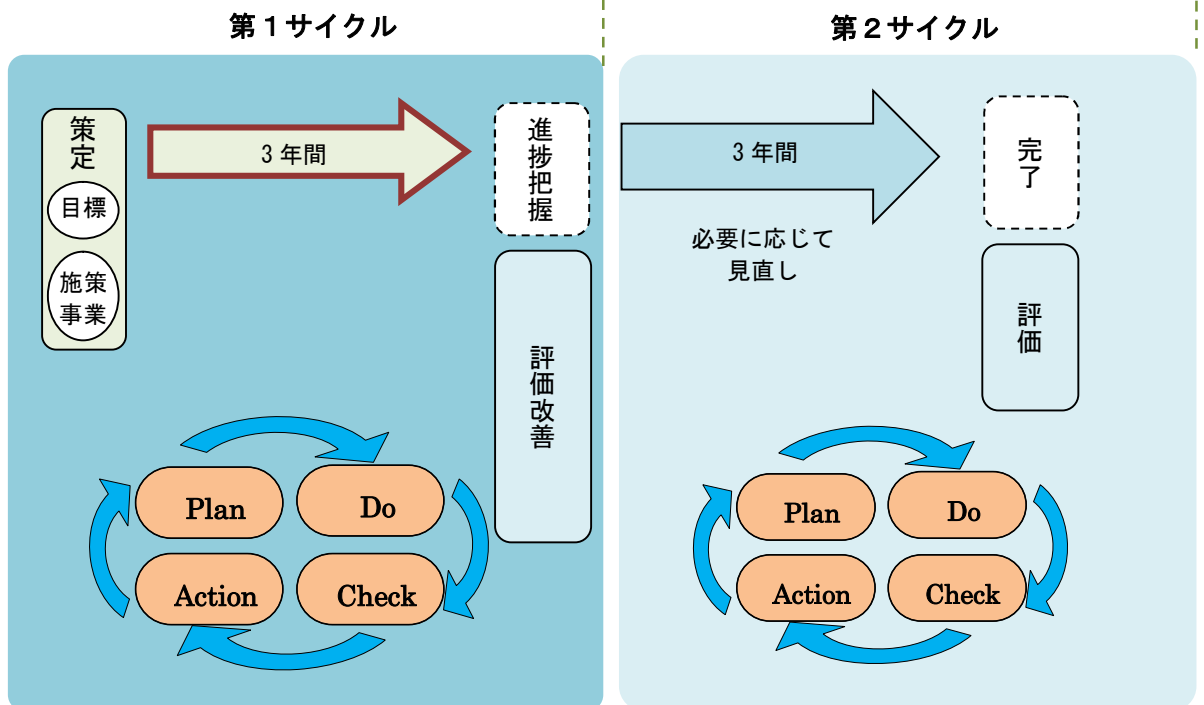 第１サイクル
策定
目標
施策
事業
3 年間
進捗把握
評価改善
Plan
Do
Action
Check
第２サイクル
3 年間
必要に応じて
見直し
完了
評価
Plan
Do
Action
Check